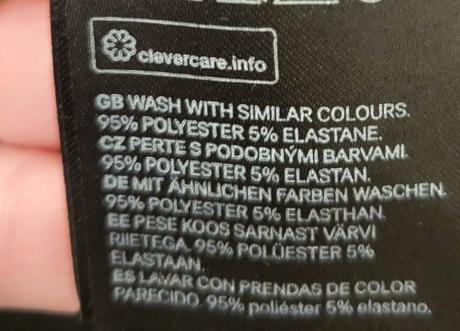 clevercare.info
GB WASH WITH SIMILAR COLOURS.
95% POLYESTER 5% ELASTANE.
CZ PERTE S PODOBNÝMI BARVAMI.
95% POLYESTER 5% ELASTAN.
DE MIT ÄHNLICHEN FARBEN WASCHEN.
95% POLYESTER 5% ELASTHAN.
EE PESE KOOS SARNAST VÄRVI
RIIETEGA. 95% POLÜESTER 5%
ELASTAAN.
ES LAVAR CON PRENDAS DE COLOR
PARECIDO. 95% poliéster 5% elastano.